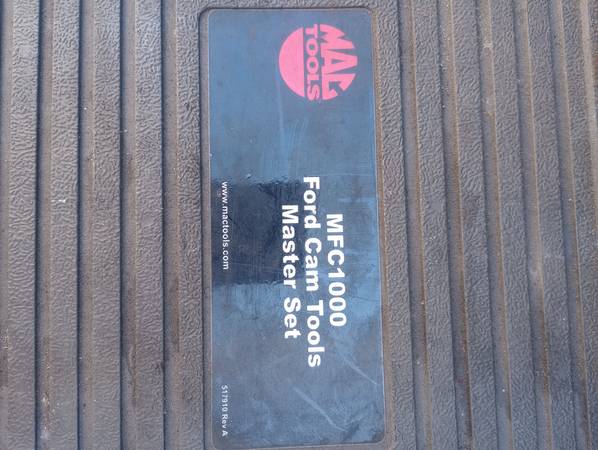 MAC
TOOLS
MFC1000
Ford Cam Tools
Master Set
www.mactools.com
517910 Rev A